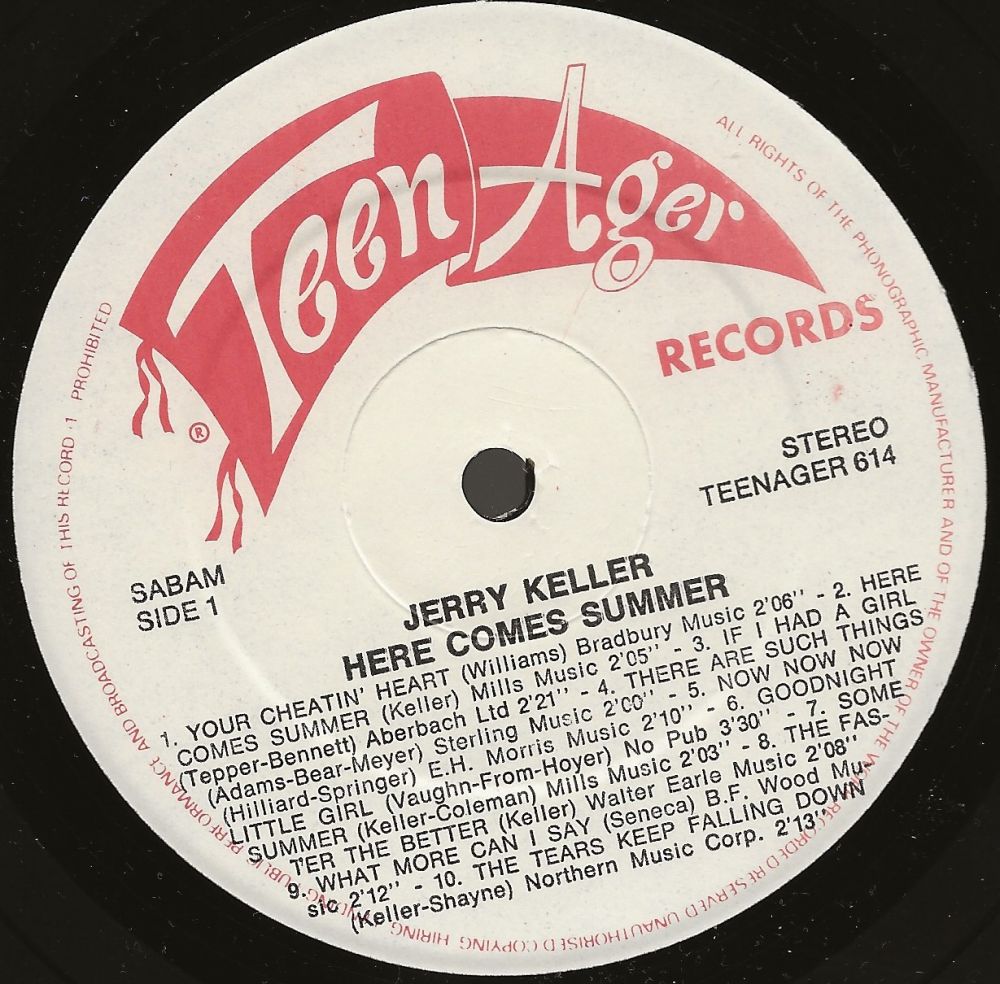 Teen Ager
RECORDS
®
STEREO
TEENAGER 614
SABAM
SIDE 1
JERRY KELLER
HERE COMES SUMMER
1. YOUR CHEATIN' HEART (Williams) Bradbury Music 2'06'' - 2. HERE
COMES SUMMER (Keller) Mills Music 2'05'' - 3. IF I HAD A GIRL
(Tepper-Bennett) Aberbach Ltd 2'21'' - 4. THERE ARE SUCH THINGS
(Adams-Bear-Meyer) Sterling Music 2'00'' - 5. NOW NOW NOW
(Hilliard-Springer) E.H. Morris Music 2'10'' - 6. GOODNIGHT
LITTLE GIRL (Vaughn-From-Hoyer) No Pub 3'30'' - 7. SOME
SUMMER (Keller-Coleman) Mills Music 2'03'' - 8. THE FAS-
TER THE BETTER (Keller) Walter Earle Music 2'08''
9. WHAT MORE CAN I SAY (Seneca) B.F. Wood Mu-
sic 2'12'' - 10. THE TEARS KEEP FALLING DOWN
(Keller-Shayne) Northern Music Corp. 2'13''
ALL RIGHTS OF THE PHONOGRAPHIC MANUFACTURER AND OF THE OWNER OF THE RECORDED RESERVED UNAUTHORISED COPYING HIRING PUBLIC PERFORMANCE AND BROADCASTING OF THIS RECORD 1 PROHIBITED